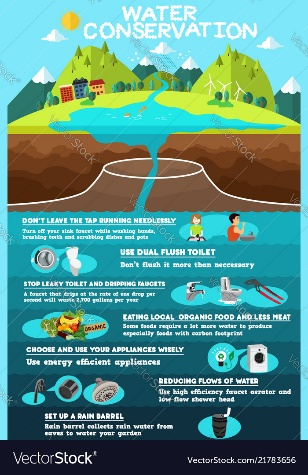 WATER
CONSERVATION
DON'T LEAVE THE TAP RUNNING NEEDLESSLY
Turn off your sink faucet while washing hands,
brushing teeth and scrubbing dishes and pots
USE DUAL FLUSH TOILET
Don't flush it more than neccessary
STOP LEAKY TOILET AND DRIPPING FAUCETS
A faucet that drips at the rate of one drop per
second will waste 2,700 gallons per year
EATING LOCAL, ORGANIC FOOD AND LESS MEAT
Some foods require a lot more water to produce
especially foods with carbon footprint
ORGANIC
CHOOSE AND USE YOUR APPLIANCES WISELY
Use energy efficient appliances
REDUCING FLOWS OF WATER
Use high efficiency faucet aerator and
low-flow shower head
SET UP A RAIN BARREL
Rain barrel collects rain water from
eaves to water your garden
VectorStock®
VectorStock.com/21783656